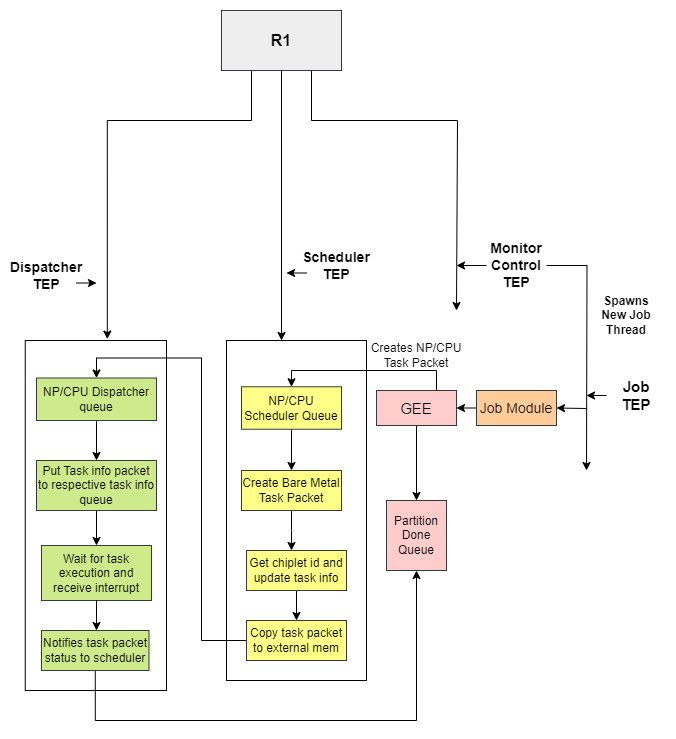 R1
Dispatcher
TEP
Scheduler
TEP
Monitor
Control
TEP
Spawns
New Job
Thread
Job
TEP
Creates NP/CPU
Task Packet
NP/CPU Dispatcher
queue
Put Task info packet
to respective task info
queue
Wait for task
execution and
receive interrupt
Notifies task packet
status to scheduler
NP/CPU
Scheduler Queue
Create Bare Metal
Task Packet
Get chiplet id and
update task info
Copy task packet
to external mem
GEE
Job Module
Partition
Done
Queue